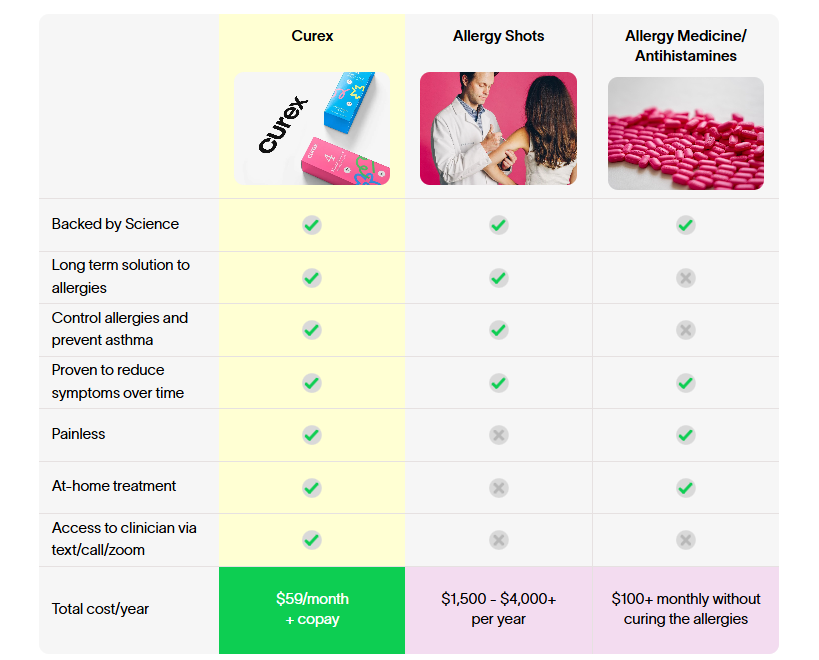 Curex
Allergy Shots
Allergy Medicine/
Antihistamines
curex
Backed by Science
Long term solution to
allergies
Control allergies and
prevent asthma
Proven to reduce
symptoms over time
Painless
At-home treatment
Access to clinician via
text/call/zoom
Total cost/year
$59/month
+ copay
$1,500 - $4,000+
per year
$100+ monthly without
curing the allergies